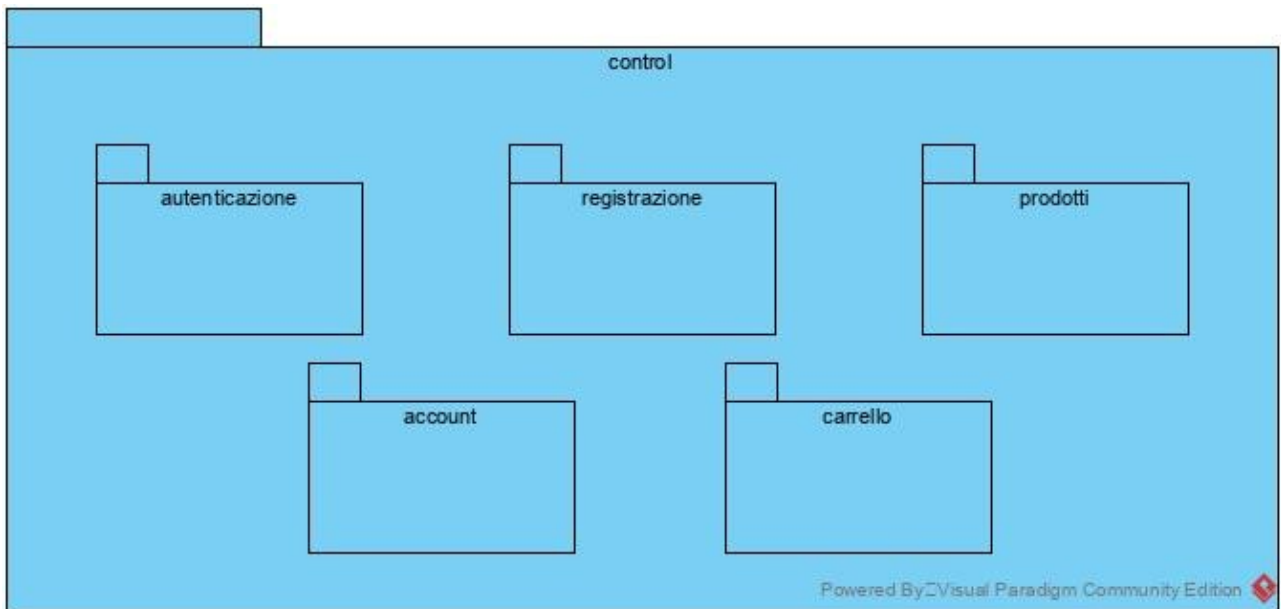 control
autenticazione
registrazione
prodotti
account
carrello
Powered By Visual Paradigm Community Edition